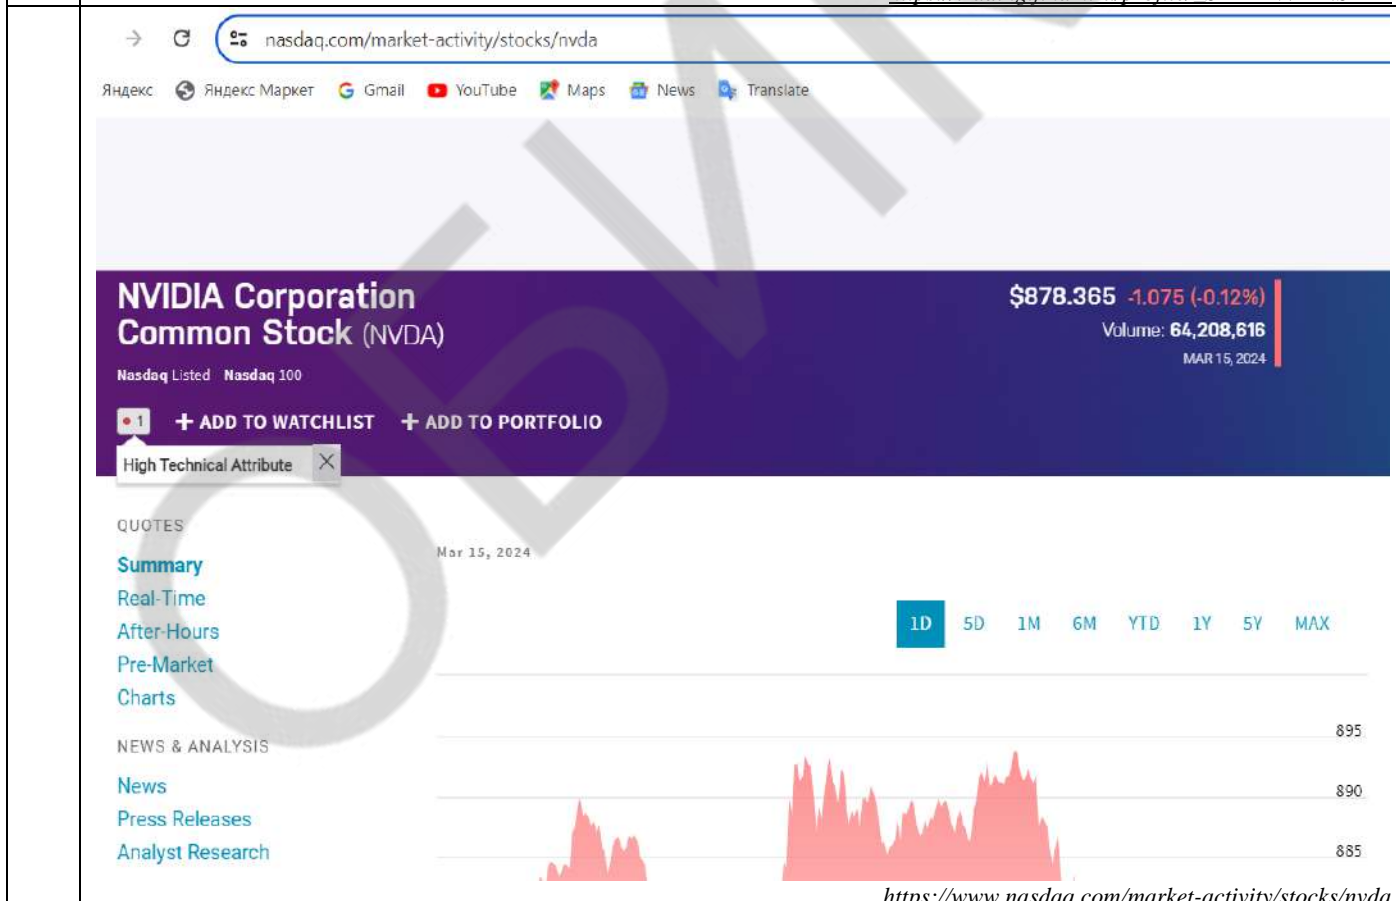 nasdaq.com/market-activity/stocks/nvda
Яндекс Яндекс Маркет Gmail YouTube Maps News Translate
NVIDIA Corporation
Common Stock (NVDA)
$878.365 -1.075 (-0.12%)
Volume: 64,208,616
MAR 15, 2024
Nasdaq Listed Nasdaq 100
1 + ADD TO WATCHLIST + ADD TO PORTFOLIO
High Technical Attribute
QUOTES
Summary
Real-Time
After-Hours
Pre-Market
Charts
NEWS & ANALYSIS
News
Press Releases
Analyst Research
Mar 15, 2024
1D 5D 1M 6M YTD 1Y 5Y MAX
895
890
885
https://www.nasdaq.com/market-activity/stocks/nvda